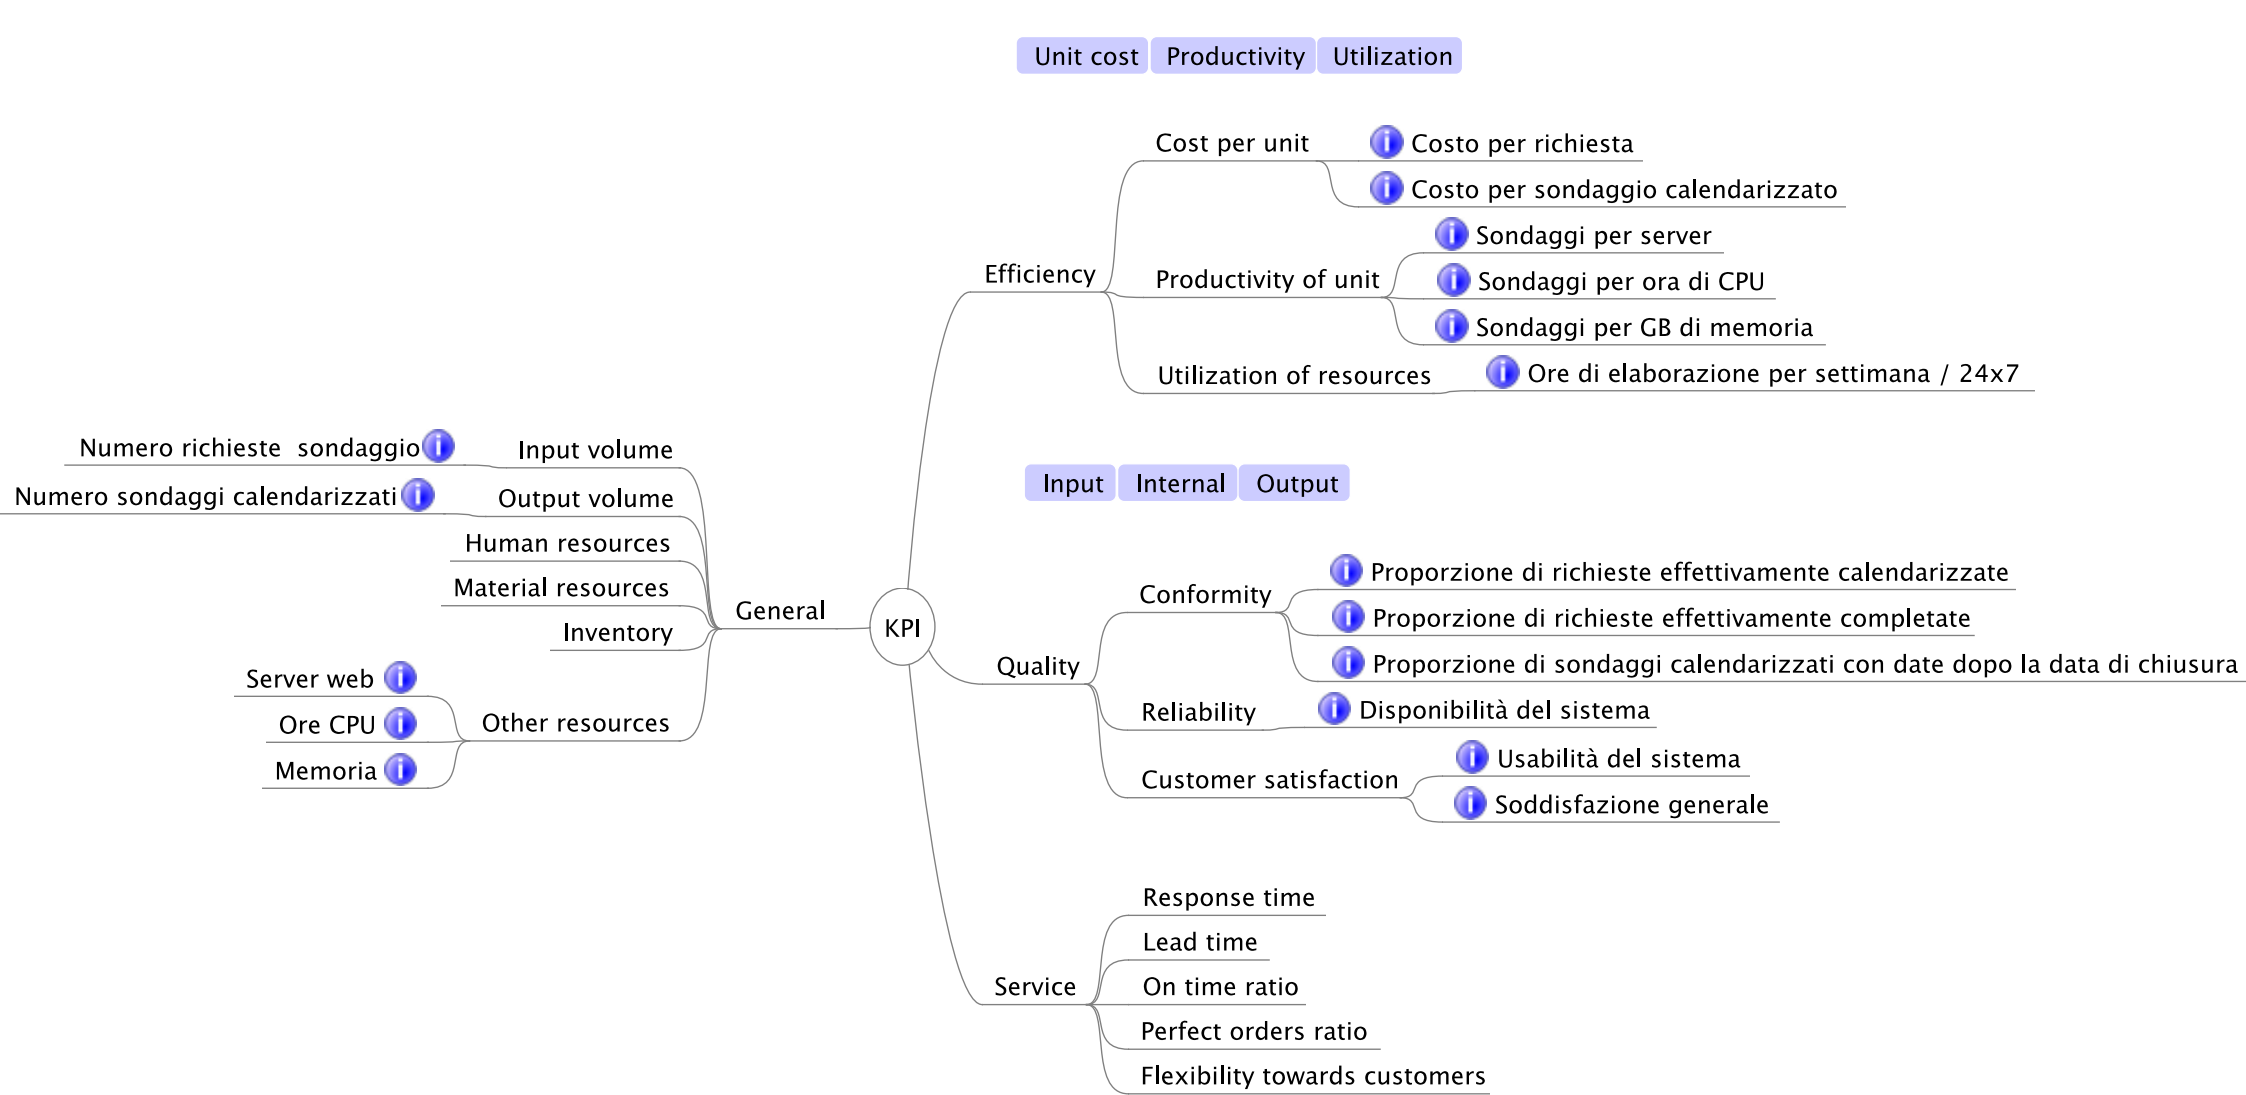 Unit cost Productivity Utilization
Cost per unit
Costo per richiesta
Costo per sondaggio calendarizzato
Efficiency
Productivity of unit
Sondaggi per server
Sondaggi per ora di CPU
Sondaggi per GB di memoria
Utilization of resources
Ore di elaborazione per settimana / 24x7
Numero richieste sondaggio
Input volume
Numero sondaggi calendarizzati
Output volume
Human resources
Material resources
Inventory
Server web
Ore CPU
Memoria
Other resources
General
KPI
Input Internal Output
Quality
Conformity
Proporzione di richieste effettivamente calendarizzate
Proporzione di richieste effettivamente completate
Proporzione di sondaggi calendarizzati con date dopo la data di chiusura
Reliability
Disponibilità del sistema
Customer satisfaction
Usabilità del sistema
Soddisfazione generale
Service
Response time
Lead time
On time ratio
Perfect orders ratio
Flexibility towards customers